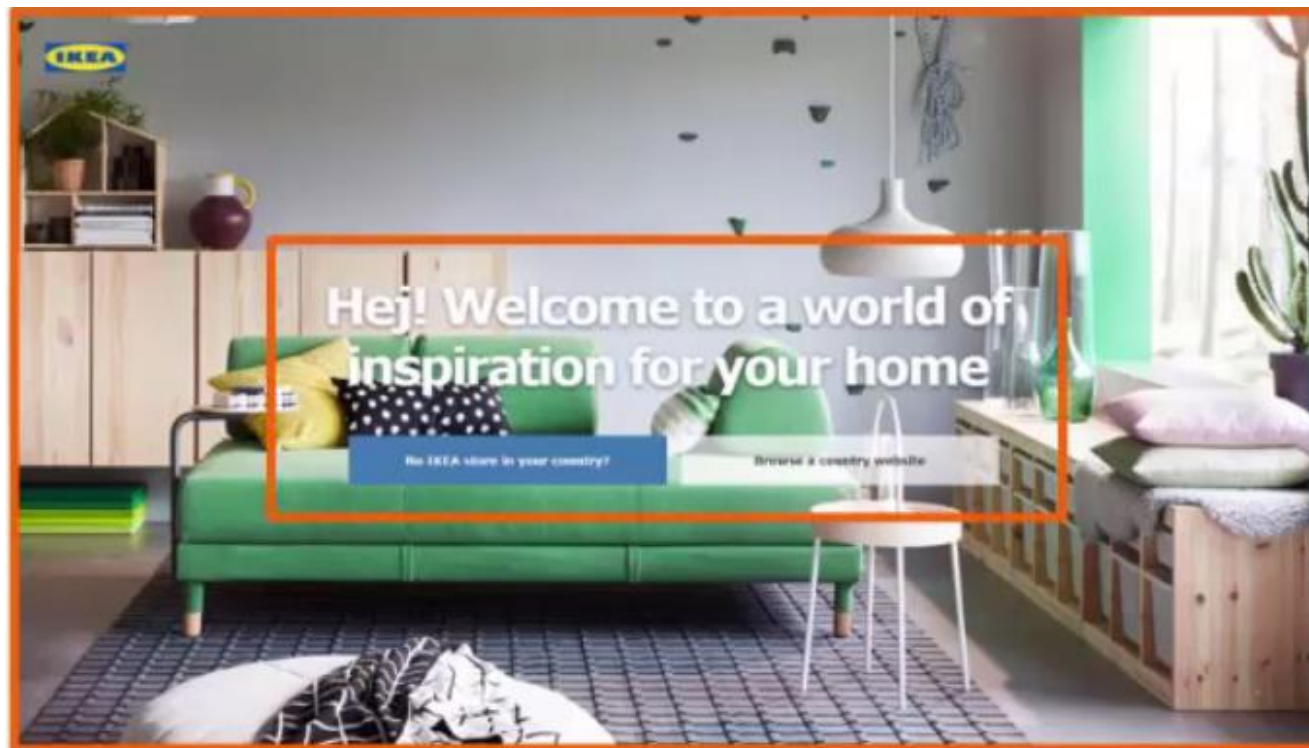 IKEA
Hej! Welcome to a world of
inspiration for your home
No IKEA store in your country?
Browse a country website